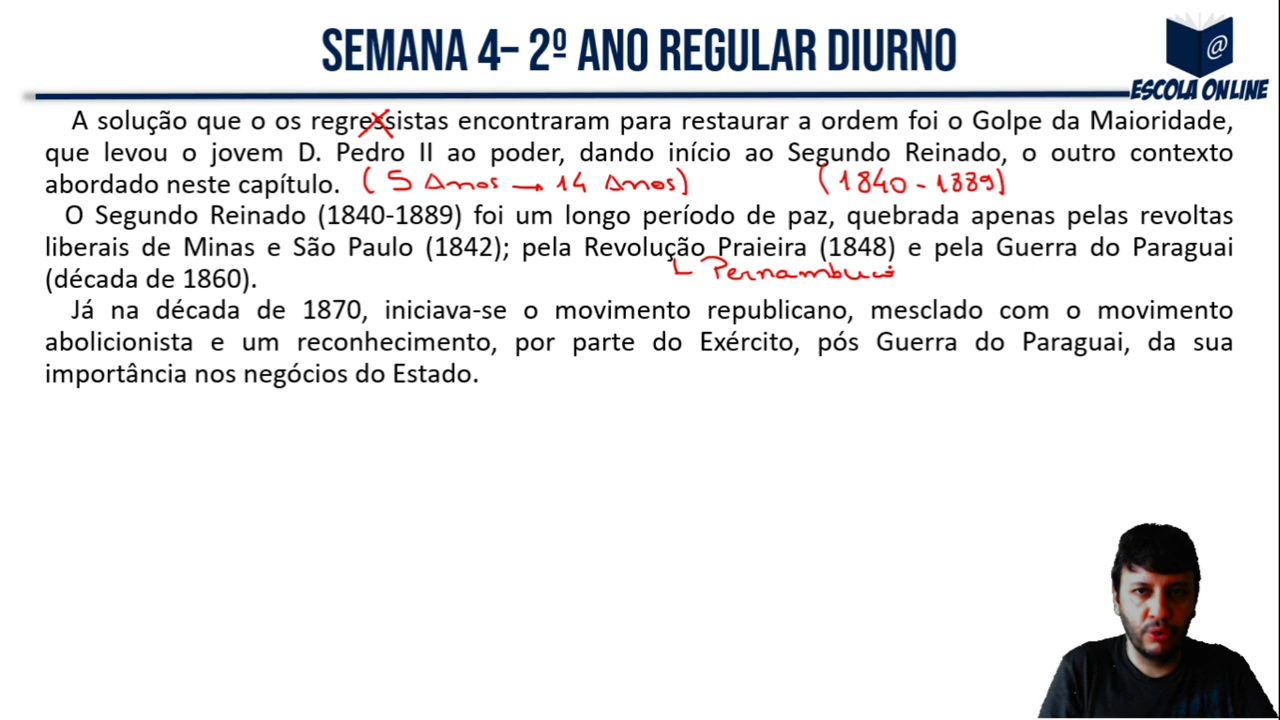 SEMANA 4– 2º ANO REGULAR DIURNO
@
ESCOLA ONLINE
A solução que o os regressistas encontraram para restaurar a ordem foi o Golpe da Maioridade,
que levou o jovem D. Pedro II ao poder, dando início ao Segundo Reinado, o outro contexto
abordado neste capítulo. (5 Anos → 14 Anos) (1840-1889)
O Segundo Reinado (1840-1889) foi um longo período de paz, quebrada apenas pelas revoltas
liberais de Minas e São Paulo (1842); pela Revolução Praieira (1848) e pela Guerra do Paraguai
Pernambuco
(década de 1860).
Já na década de 1870, iniciava-se o movimento republicano, mesclado com o movimento
abolicionista e um reconhecimento, por parte do Exército, pós Guerra do Paraguai, da sua
importância nos negócios do Estado.